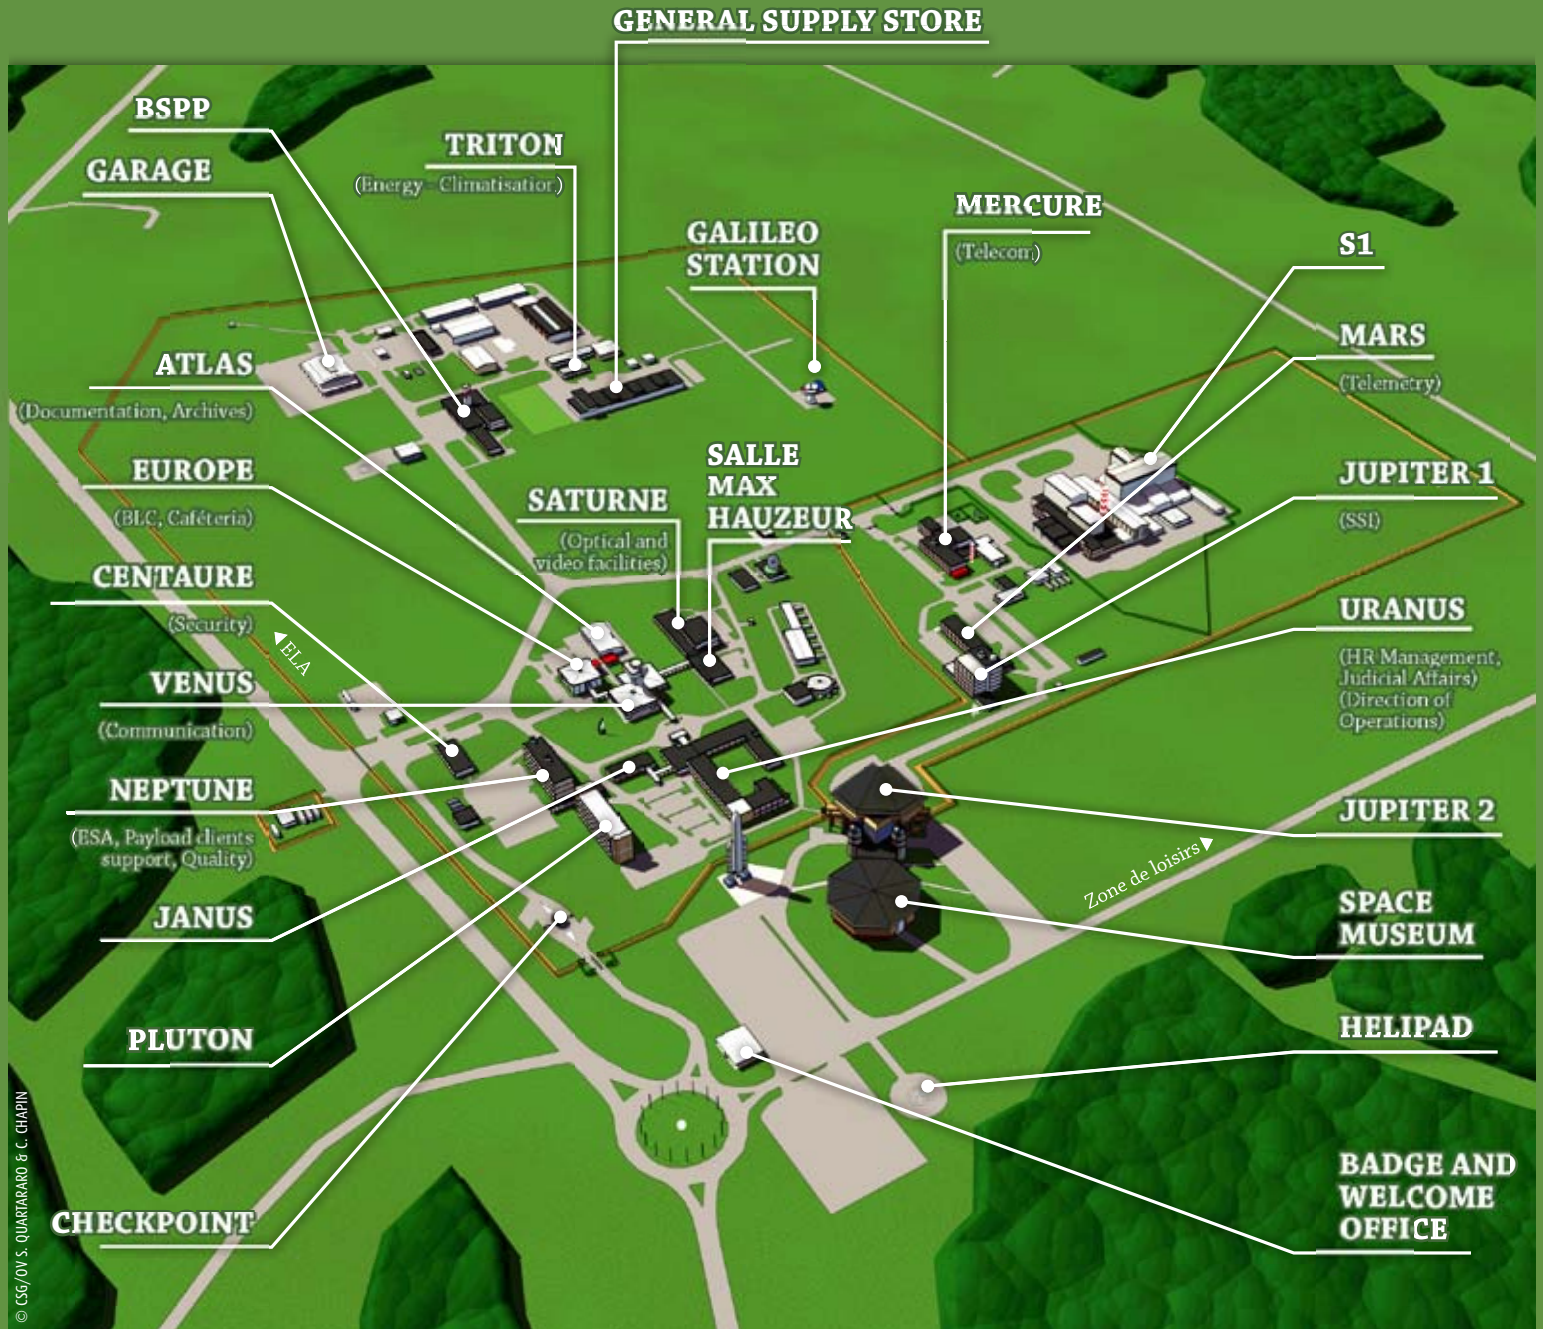 GENERAL SUPPLY STORE
BSPP
TRITON
(Energy - Climatisation)
GARAGE
MERCURE
(Telecom)
GALILEO
STATION
S1
MARS
(Telemetry)
ATLAS
(Documentation, Archives)
EUROPE
(BLC, Caféteria)
SATURNE
(Optical and
video facilities)
SALLE
MAX
HAUZEUR
JUPITER 1
(SSI)
CENTAURE
(Security)
ELA
URANUS
(HR Management,
Judicial Affairs)
(Direction of
Operations)
VENUS
(Communication)
NEPTUNE
(ESA, Payload clients
support, Quality)
JUPITER 2
Zone de loisirs
JANUS
SPACE
MUSEUM
PLUTON
HELIPAD
CHECKPOINT
BADGE AND
WELCOME
OFFICE
© CSG/OV S. QUARTARARO & C. CHAPIN